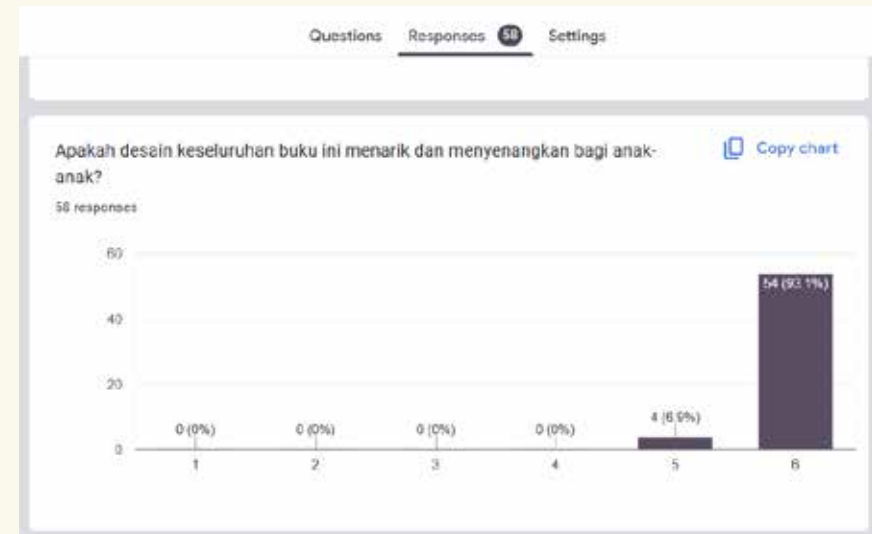 Questions Responses 58 Settings
Apakah desain keseluruhan buku ini menarik dan menyenangkan bagi anak-
anak?
Copy chart
58 responses
60
40
20
0
0 (0%)
0 (0%)
0 (0%)
0 (0%)
4 (6.9%)
54 (93.1%)
1 2 3 4 5 6